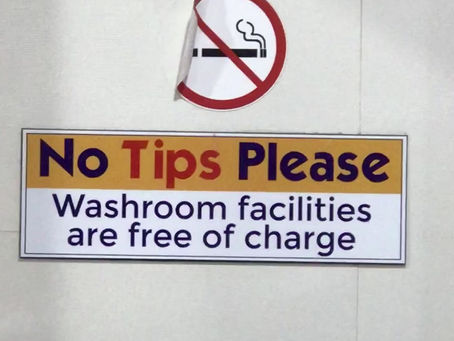 No Tips Please
Washroom facilities
are free of charge